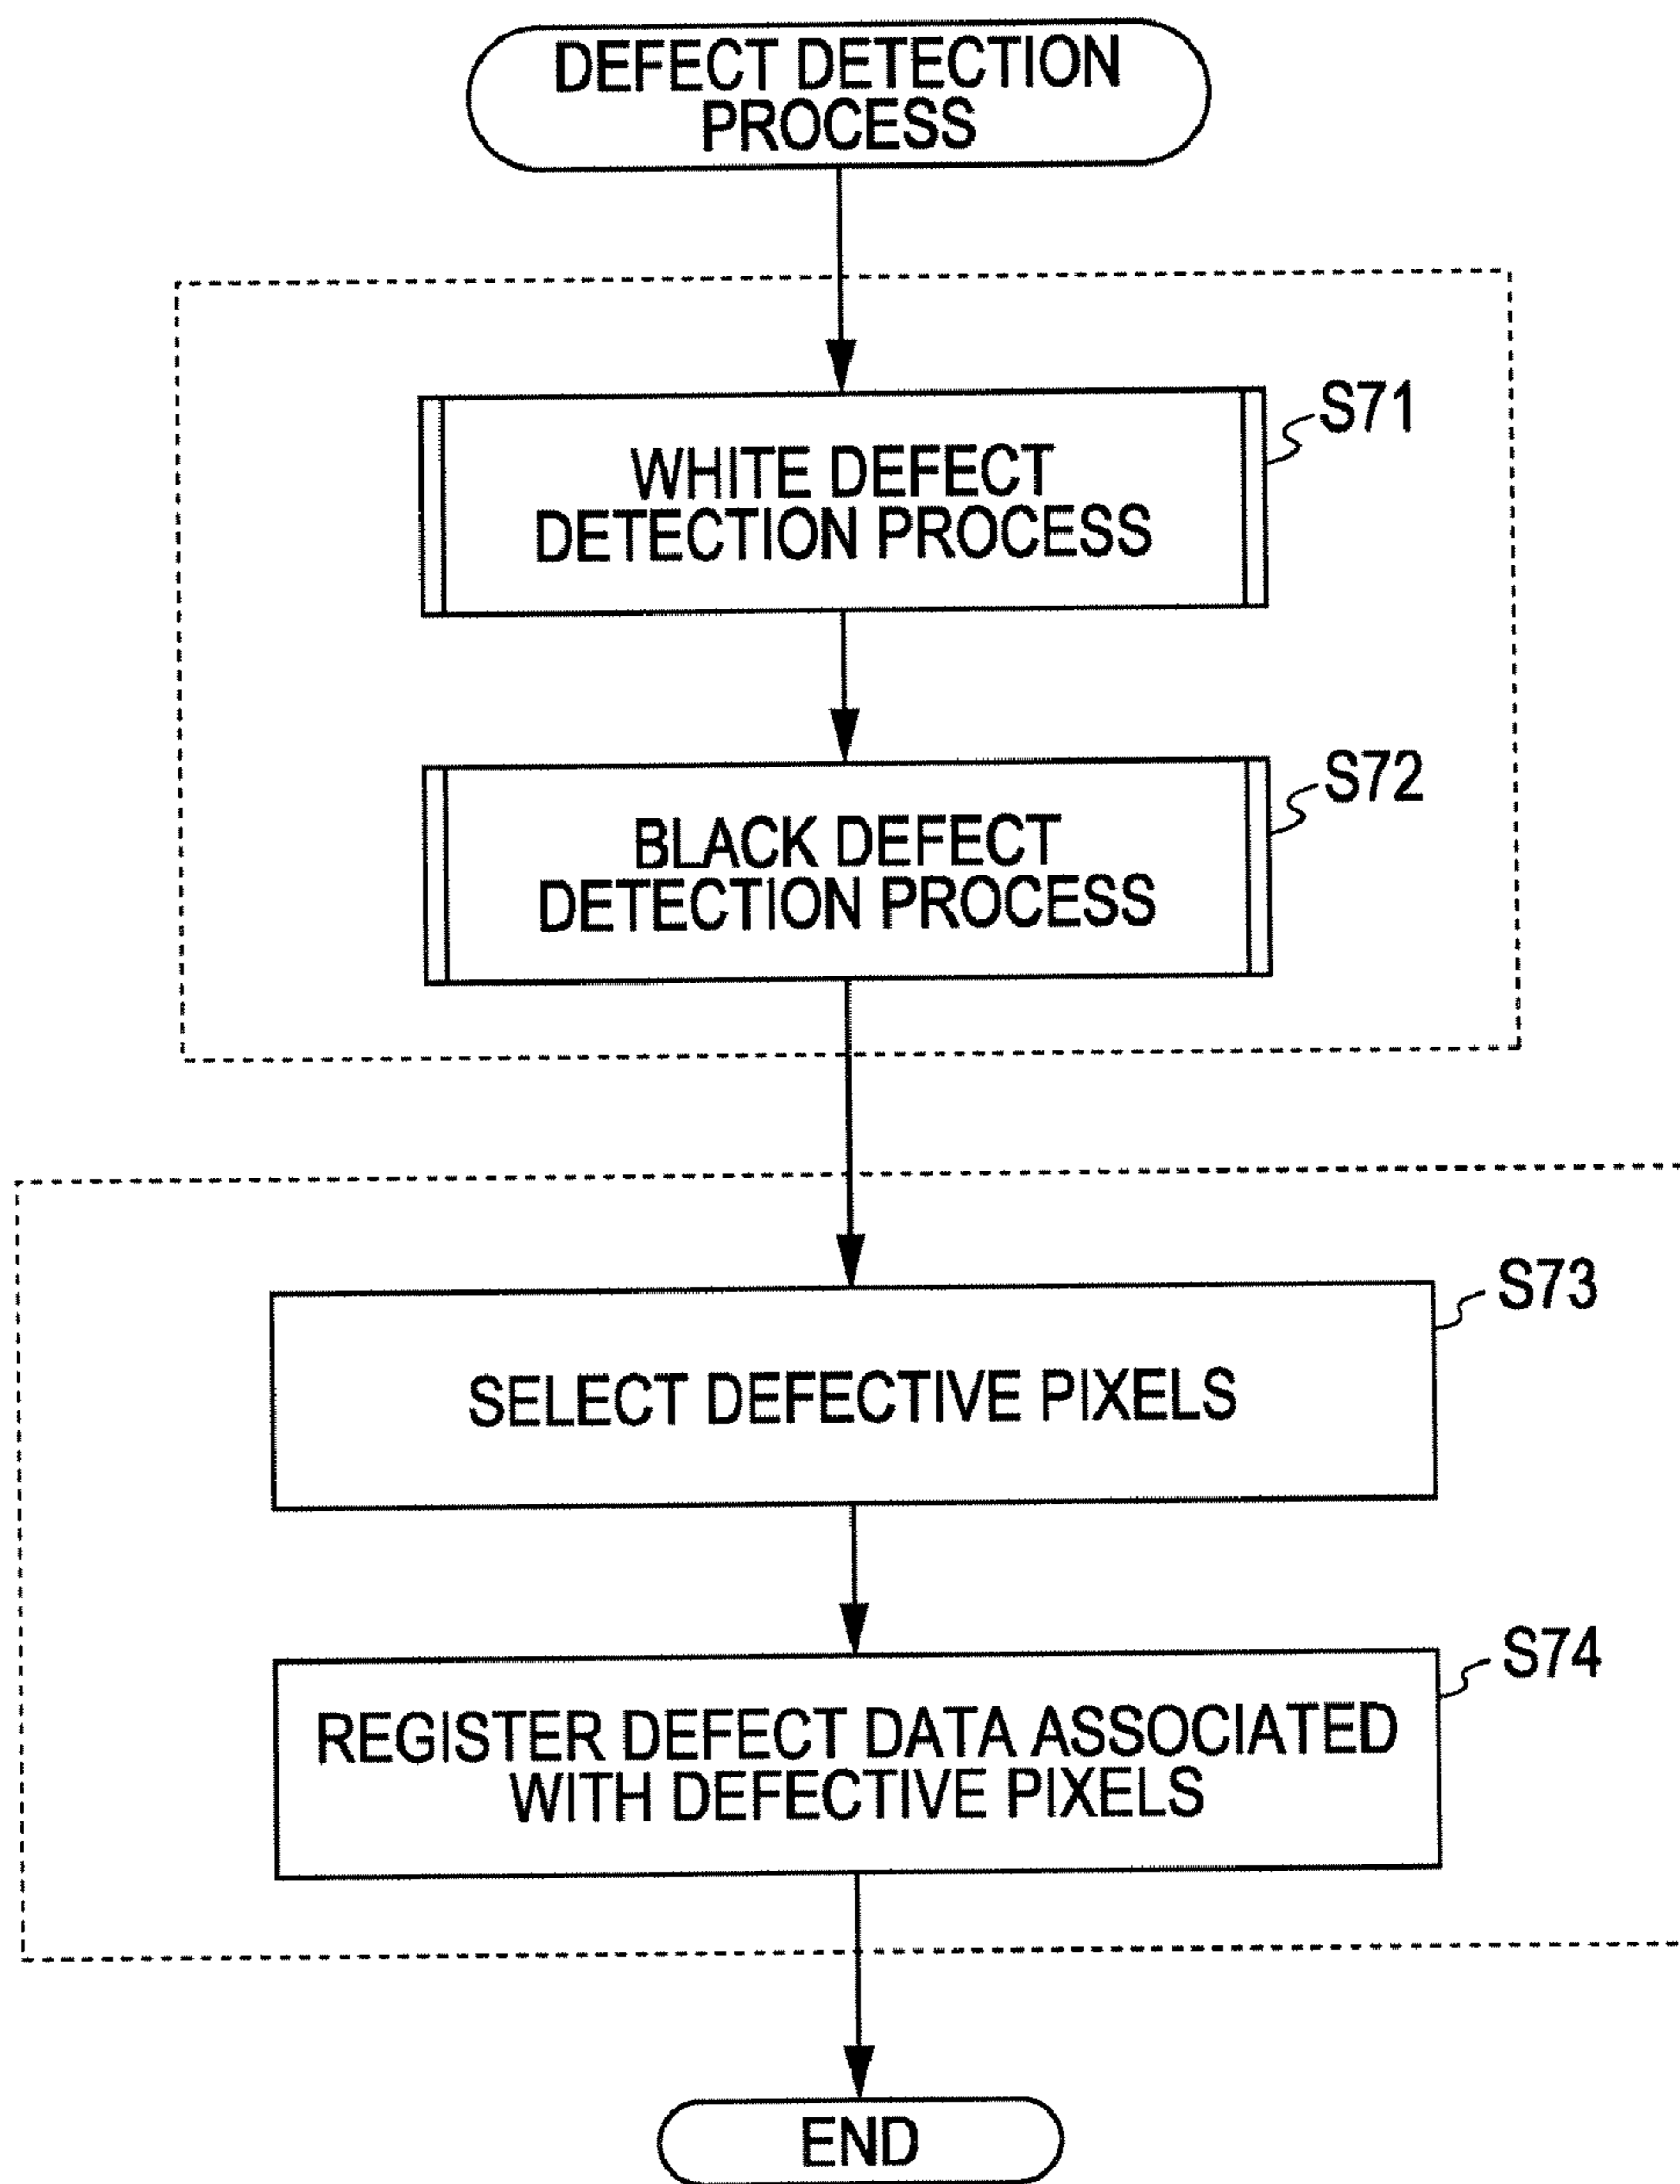 DEFECT DETECTION
PROCESS
S71
WHITE DEFECT
DETECTION PROCESS
S72
BLACK DEFECT
DETECTION PROCESS
S73
SELECT DEFECTIVE PIXELS
S74
REGISTER DEFECT DATA ASSOCIATED
WITH DEFECTIVE PIXELS
END